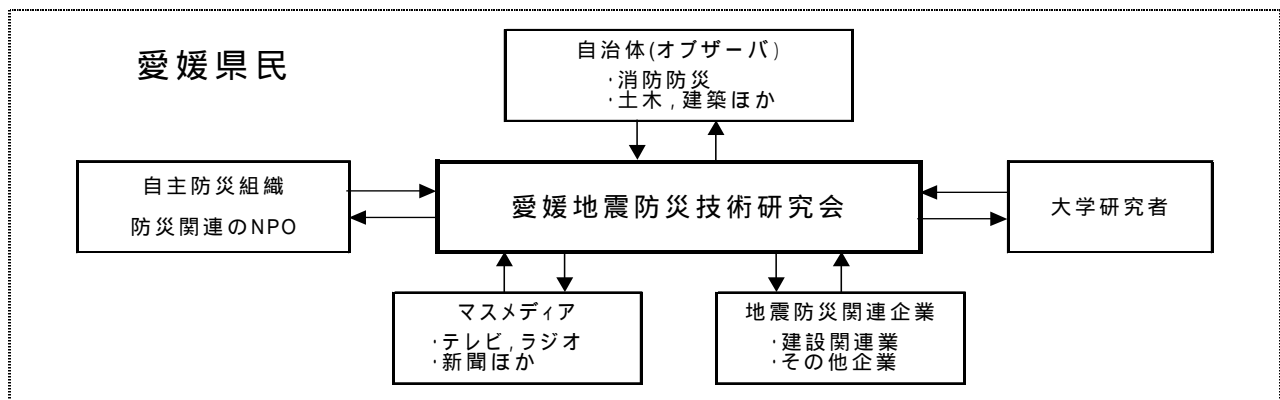 愛媛県民
自治体(オブザーバ)
・消防防災
・土木,建築ほか
自主防災組織
防災関連のNPO
愛媛地震防災技術研究会
大学研究者
マスメディア
・テレビ,ラジオ
・新聞ほか
地震防災関連企業
・建設関連業
・その他企業